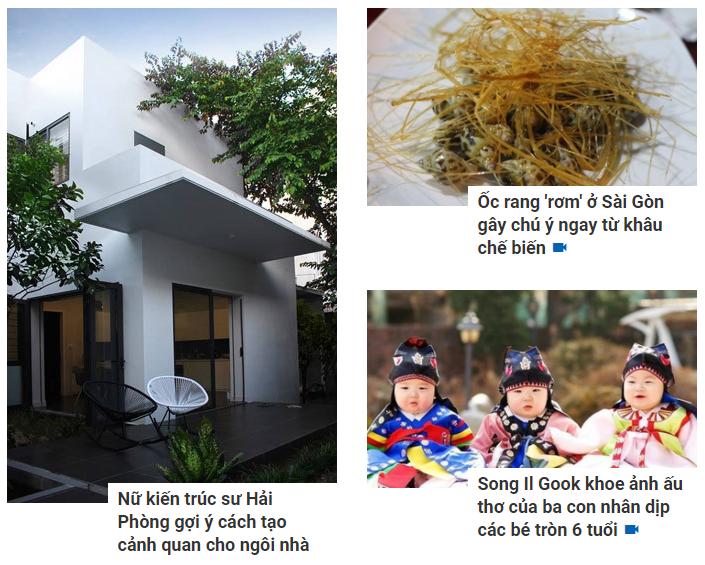 Nữ kiến trúc sư Hải
Phòng gợi ý cách tạo
cảnh quan cho ngôi nhà
Ốc rang 'rơm' ở Sài Gòn
gây chú ý ngay từ khâu
chế biến
Song Il Gook khoe ảnh ấu
thơ của ba con nhân dịp
các bé tròn 6 tuổi